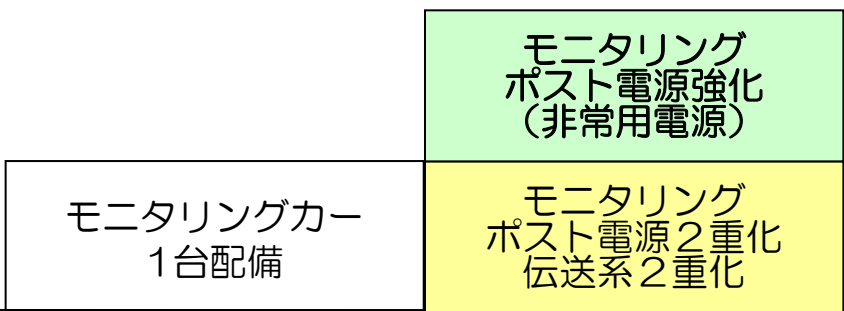 モニタリング
ポスト電源強化
（非常用電源）
モニタリングカー
1台配備
モニタリング
ポスト電源２重化
伝送系２重化